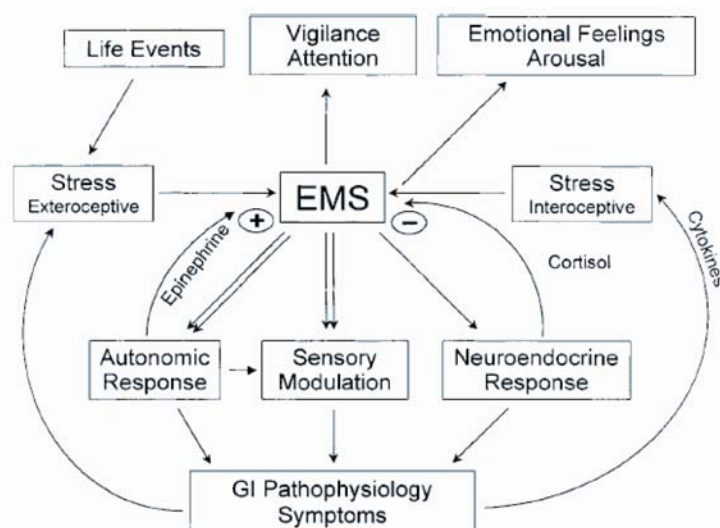 Life Events
Vigilance
Attention
Emotional Feelings
Arousal
Stress
Exteroceptive
+
EMS
−
Stress
Interoceptive
Epinephrine
Cortisol
Cytokines
Autonomic
Response
Sensory
Modulation
Neuroendocrine
Response
GI Pathophysiology
Symptoms